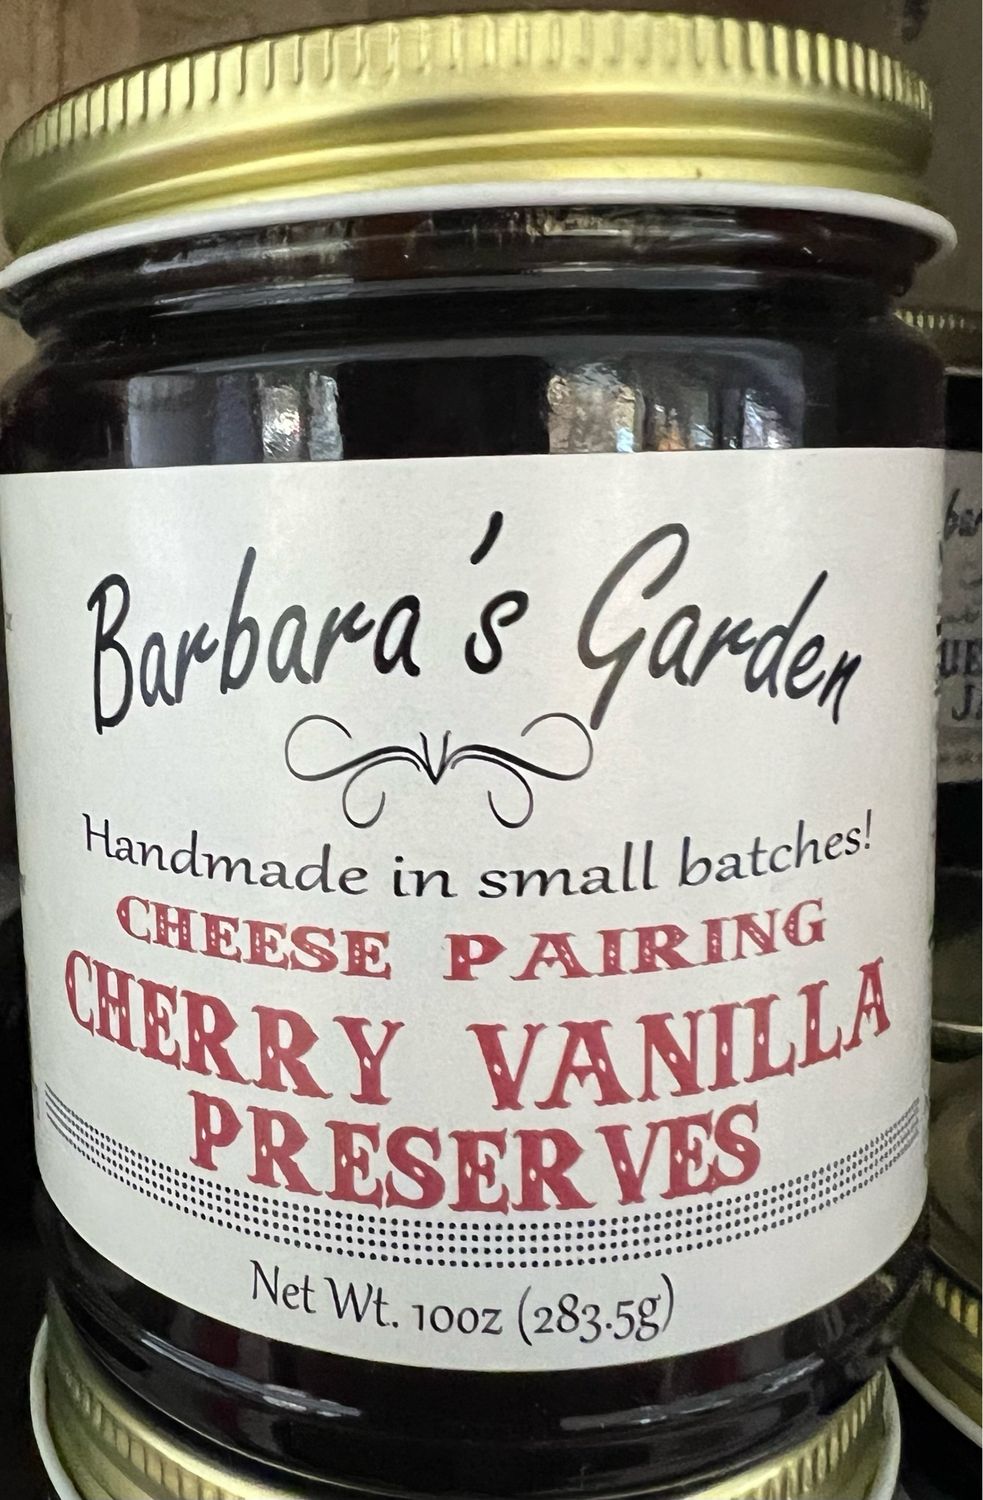 Barbara's Garden
Handmade in small batches!
CHEESE PAIRING
CHERRY VANILLA
PRESERVES
Net Wt. 10oz (283.5g)